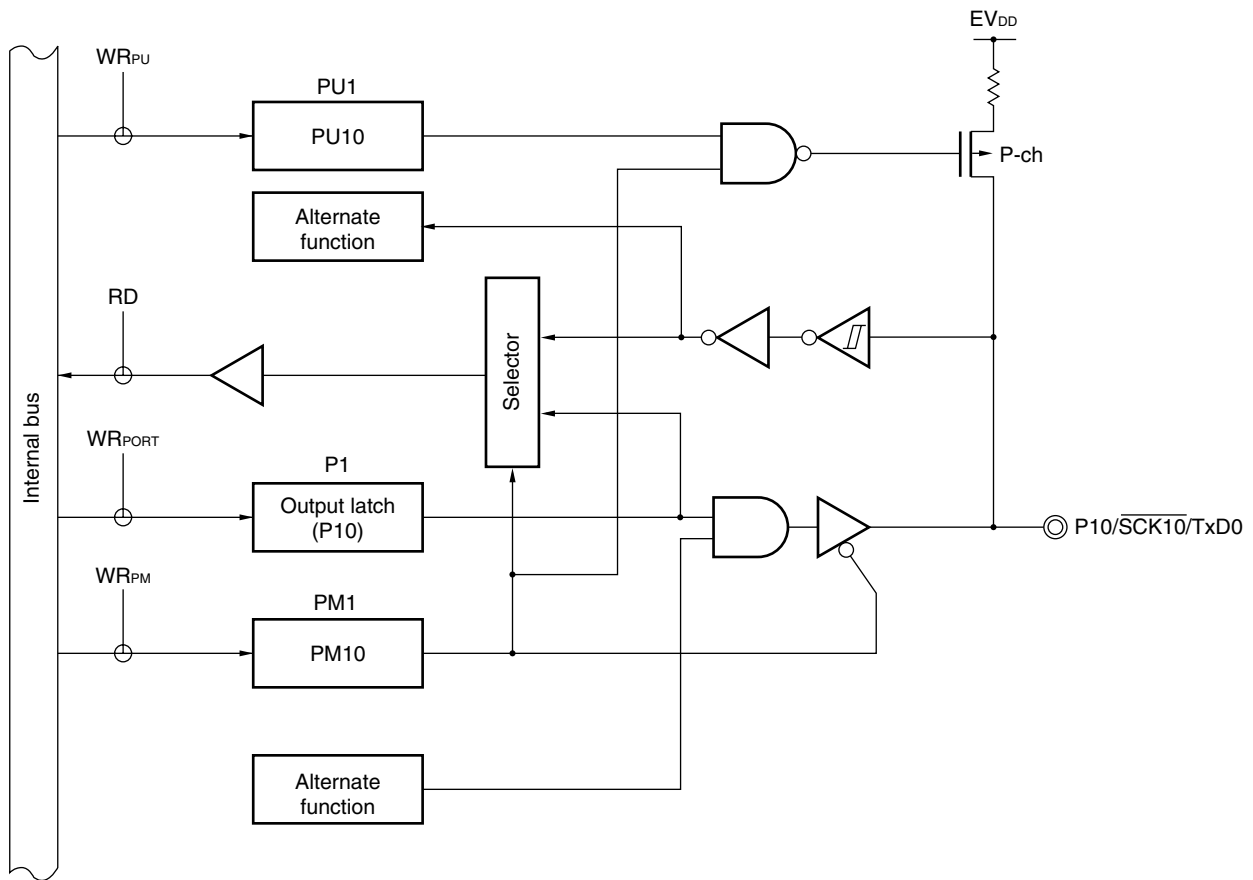 EVDD
WRPU
PU1
PU10
P-ch
Alternate
function
RD
Selector
Internal bus
WRPORT
P1
Output latch
(P10)
P10/SCK10/TxD0
WRPM
PM1
PM10
Alternate
function